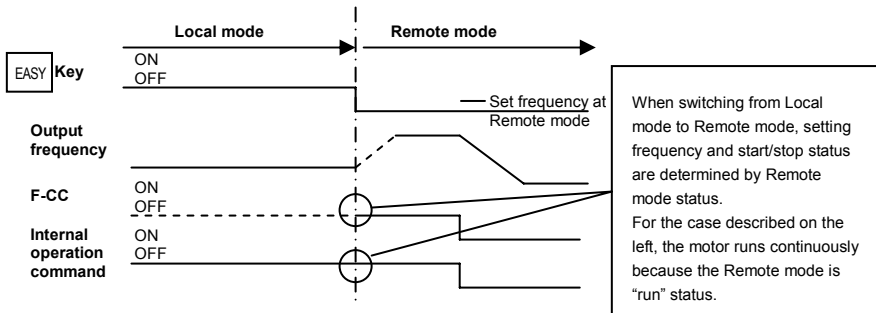 Local mode
Remote mode
EASY Key
ON
OFF
Set frequency at
Remote mode
Output
frequency
F-CC
ON
OFF
Internal
operation
command
ON
OFF
When switching from Local
mode to Remote mode, setting
frequency and start/stop status
are determined by Remote
mode status.
For the case described on the
left, the motor runs continuously
because the Remote mode is
“run” status.